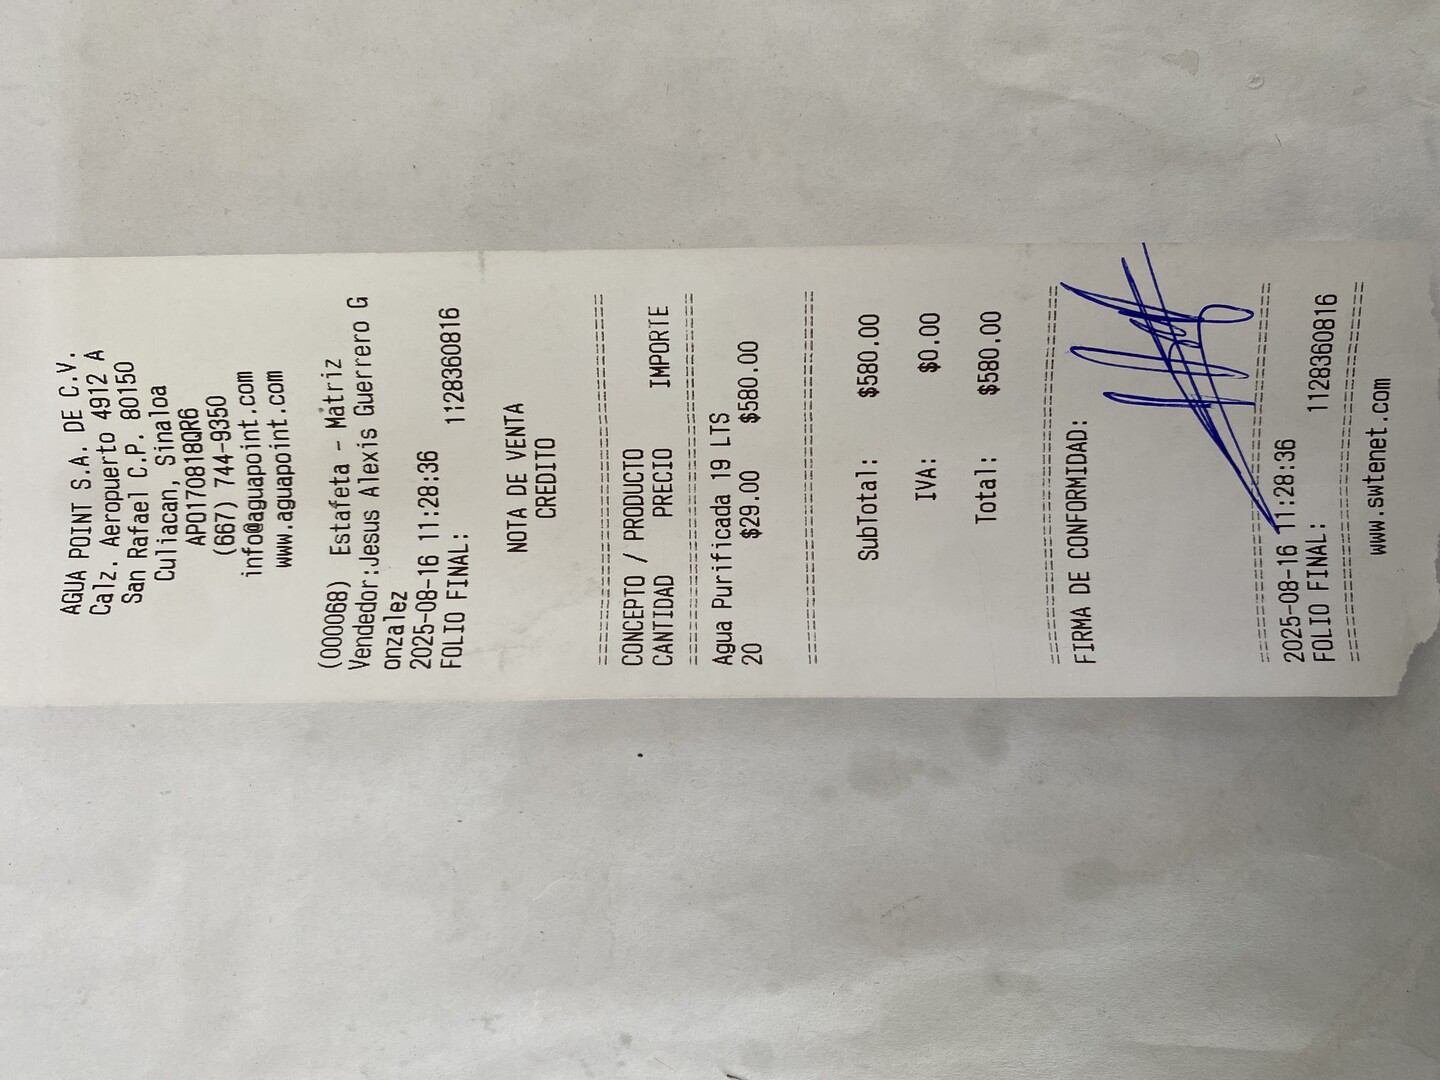 AGUA POINT S.A. DE C.V.
Calz. Aeropuerto 4912 A
San Rafael C.P. 80150
Culiacan, Sinaloa
APO170818QR6
(667) 744-9350
info@aguapoint.com
www.aguapoint.com
(000068) Estafeta - Matriz
Vendedor:Jesus Alexis Guerrero G
onzalez
2025-08-16 11:28:36
FOLIO FINAL: 1128360816
NOTA DE VENTA
CREDITO
================================
CONCEPTO / PRODUCTO
CANTIDAD PRECIO IMPORTE
================================
Agua Purificada 19 LTS
20 $29.00 $580.00
================================
SubTotal: $580.00
IVA: $0.00
Total: $580.00
================================
FIRMA DE CONFORMIDAD:
================================
2025-08-16 11:28:36
FOLIO FINAL: 1128360816
================================
www.swtenet.com